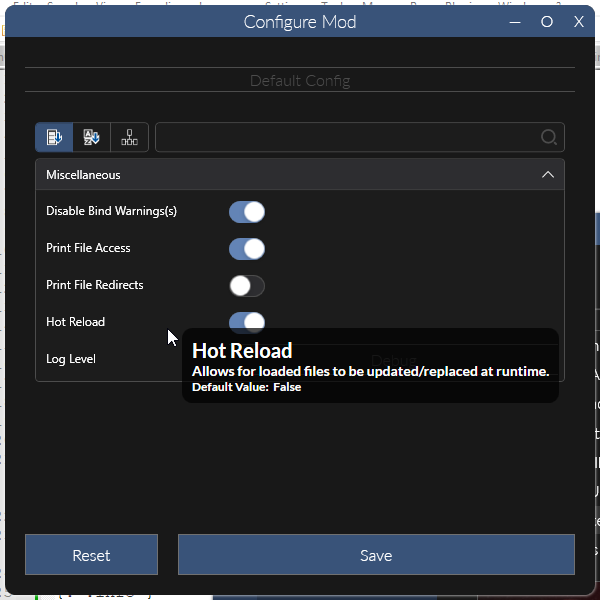 Configure Mod
Default Config
Miscellaneous
Disable Bind Warnings(s)
Print File Access
Print File Redirects
Hot Reload
Log Level
Debug
Hot Reload
Allows for loaded files to be updated/replaced at runtime.
Default Value: False
Reset
Save